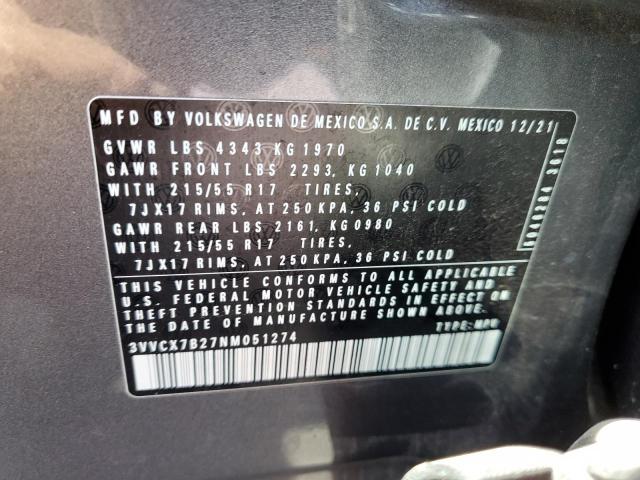 MFD BY VOLKSWAGEN DE MEXICO S.A. DE C.V. MEXICO 12/21
GVWR LBS 4343 KG 1970
GAWR FRONT LBS 2293, KG 1040
WITH 215/55 R17 TIRES,
7JX17 RIMS, AT 250 KPA, 36 PSI COLD
GAWR REAR LBS 2161, KG 0980
WITH 215/55 R17 TIRES,
7JX17 RIMS, AT 250 KPA, 36 PSI COLD
THIS VEHICLE CONFORMS TO ALL APPLICABLE
U.S. FEDERAL MOTOR VEHICLE SAFETY AND
THEFT PREVENTION STANDARDS IN EFFECT ON
THE DATE OF MANUFACTURE SHOWN ABOVE.
3VVCX7B27NM051274 TYPE: MPV